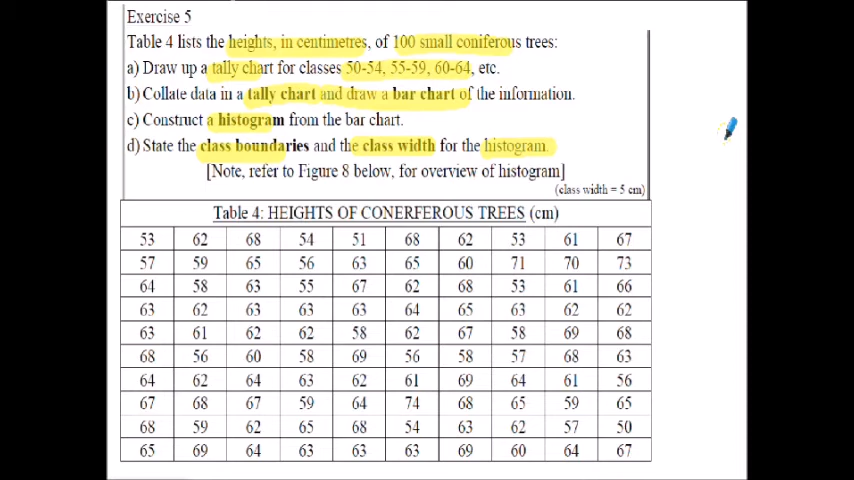 Exercise 5
Table 4 lists the heights, in centimetres, of 100 small coniferous trees:
a) Draw up a tally chart for classes 50-54, 55-59, 60-64, etc.
b) Collate data in a tally chart and draw a bar chart of the information.
c) Construct a histogram from the bar chart.
d) State the class boundaries and the class width for the histogram.
[Note, refer to Figure 8 below, for overview of histogram]
(class width = 5 cm)
Table 4: HEIGHTS OF CONERFEROUS TREES (cm)
53 62 68 54 51 68 62 53 61 67
57 59 65 56 63 65 60 71 70 73
64 58 63 55 67 62 68 53 61 66
63 62 63 63 63 64 65 63 62 62
63 61 62 62 58 62 67 58 69 68
68 56 60 58 69 56 58 57 68 63
64 62 64 63 62 61 69 64 61 56
67 68 67 59 64 74 68 65 59 65
68 59 62 65 68 54 63 62 57 50
65 69 64 63 63 63 69 60 64 67